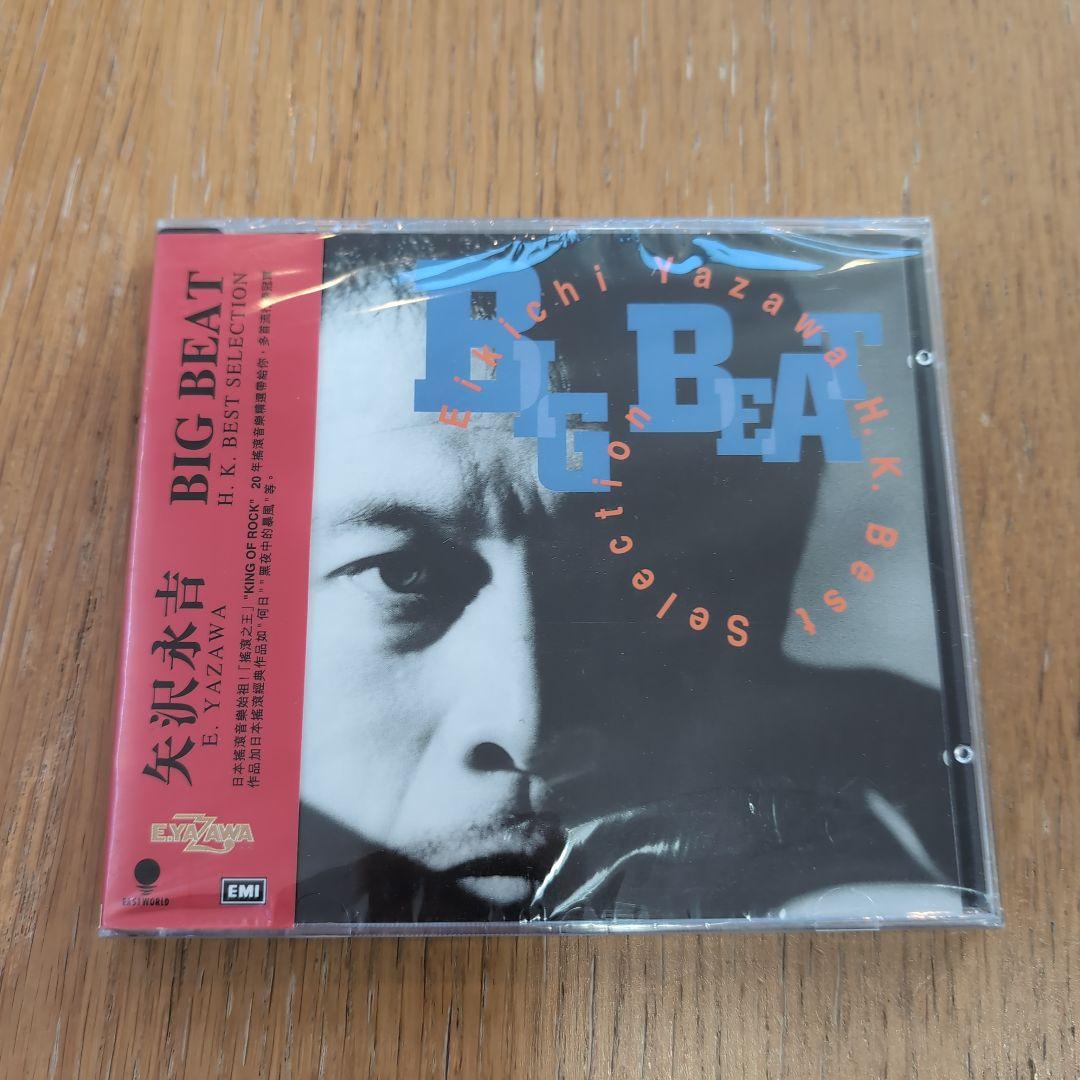 矢沢永吉
E. YAZAWA
BIG BEAT
H. K. BEST SELECTION
日本搖滾音樂始祖!「搖滾之王」"KING OF ROCK" 20年搖滾音樂精選帶給你,多首流行
作品加日本搖滾經典作品如"何日""黑夜中的暴風"等。
E.YAZAWA
EASTWORLD
EMI
BIG BEAT
Eikichi Yazawa H.K. Best Selection